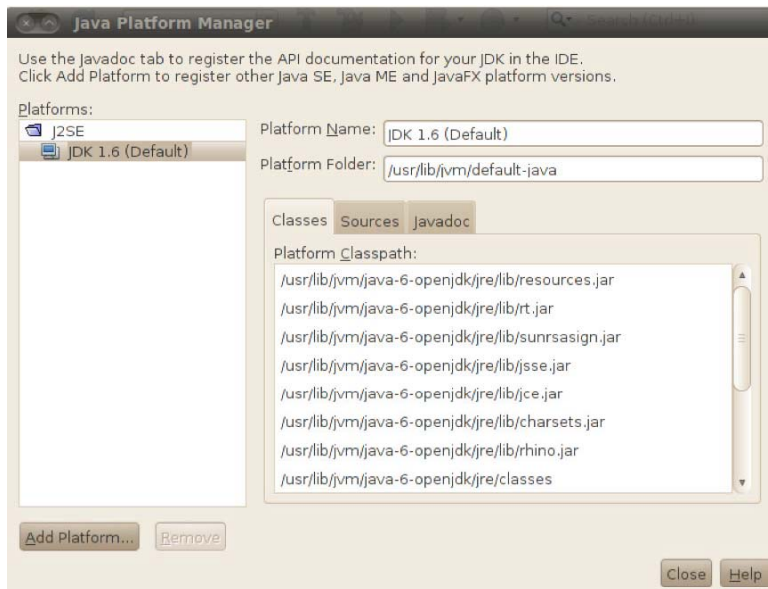 Java Platform Manager
Search (Ctrl+I)
Use the Javadoc tab to register the API documentation for your JDK in the IDE.
Click Add Platform to register other Java SE, Java ME and JavaFX platform versions.
Platforms:
J2SE
JDK 1.6 (Default)
Platform Name: JDK 1.6 (Default)
Platform Folder: /usr/lib/jvm/default-java
Classes Sources Javadoc
Platform Classpath:
/usr/lib/jvm/java-6-openjdk/jre/lib/resources.jar
/usr/lib/jvm/java-6-openjdk/jre/lib/rt.jar
/usr/lib/jvm/java-6-openjdk/jre/lib/sunrsasign.jar
/usr/lib/jvm/java-6-openjdk/jre/lib/jsse.jar
/usr/lib/jvm/java-6-openjdk/jre/lib/jce.jar
/usr/lib/jvm/java-6-openjdk/jre/lib/charsets.jar
/usr/lib/jvm/java-6-openjdk/jre/lib/rhino.jar
/usr/lib/jvm/java-6-openjdk/jre/classes
Add Platform... Remove
Close Help